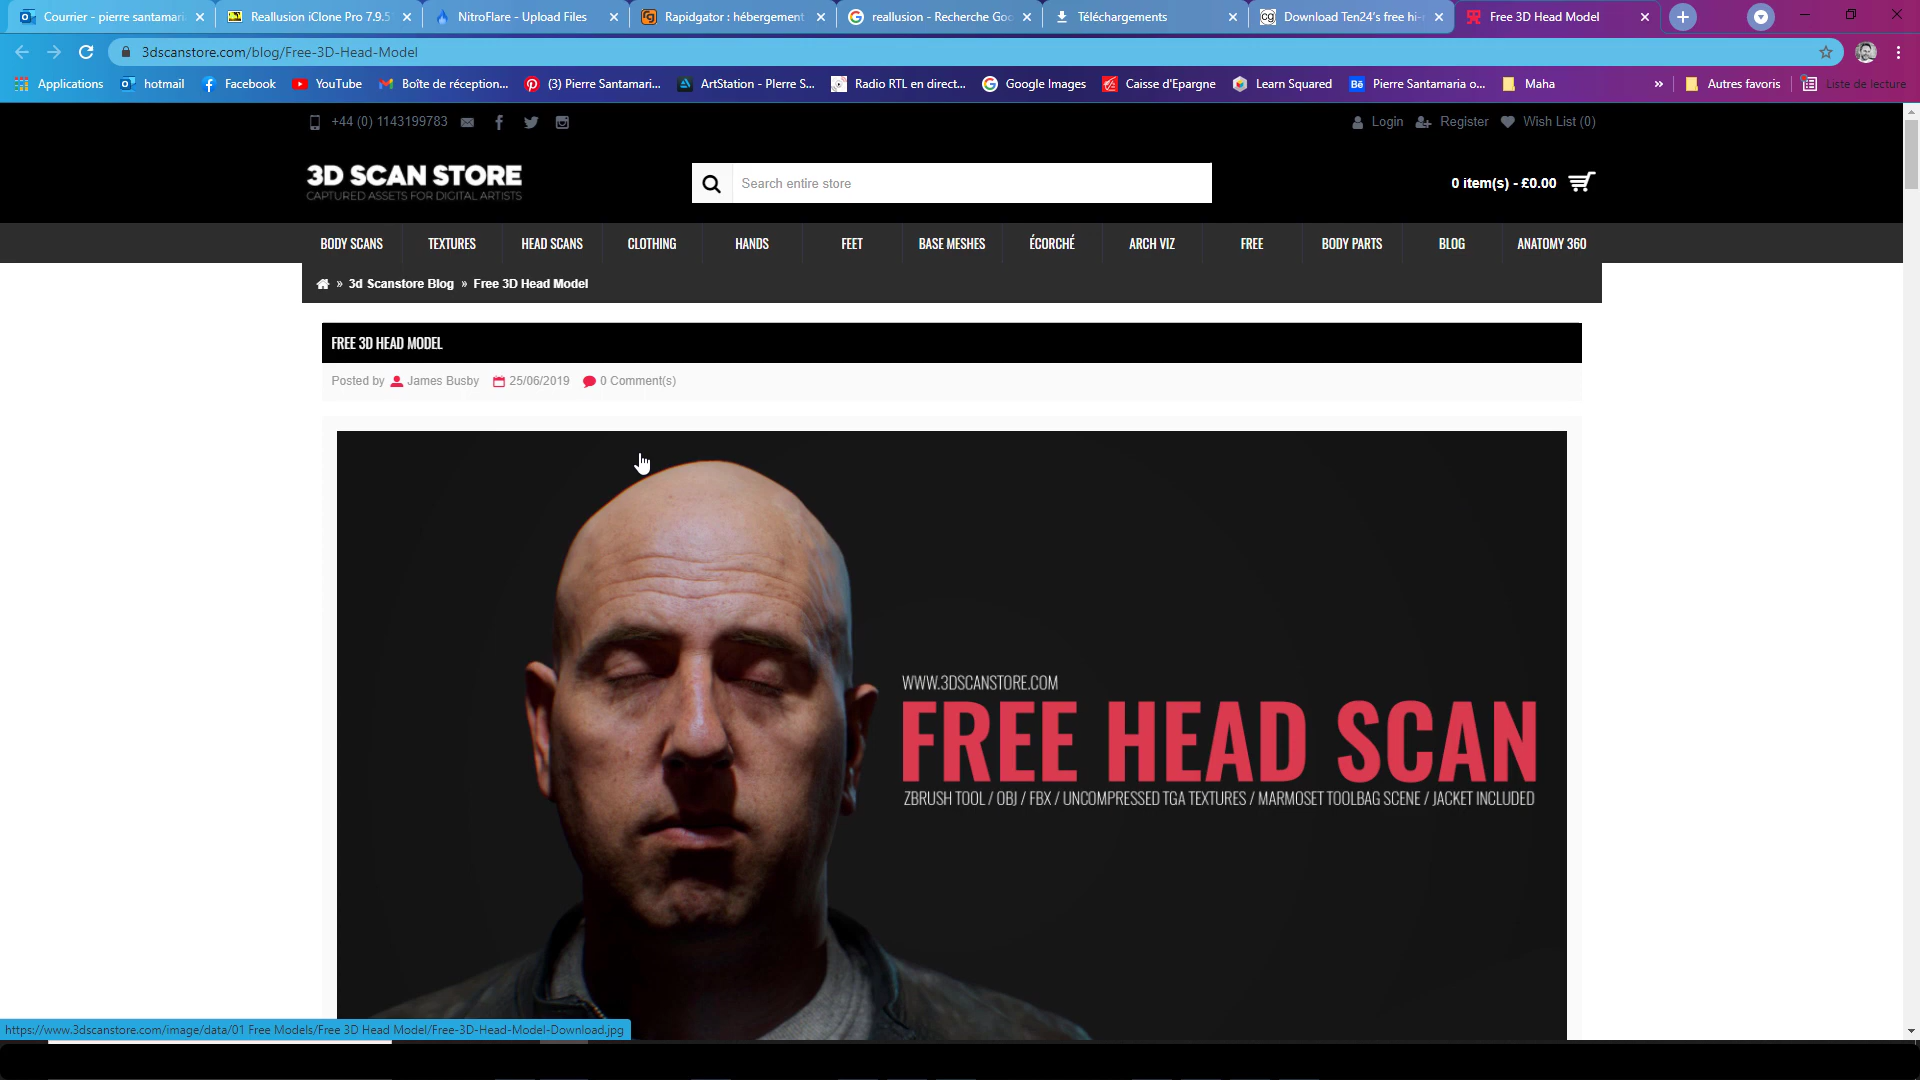 Courrier - pierre santamari
Reallusion iClone Pro 7.9.5
NitroFlare - Upload Files
Rapidgator : hébergement
reallusion - Recherche Goo
Téléchargements
Download Ten24's free hi-r
Free 3D Head Model
3dscanstore.com/blog/Free-3D-Head-Model
Applications
hotmail
Facebook
YouTube
Boîte de réception...
(3) Pierre Santamari...
ArtStation - PIerre S...
Radio RTL en direct...
Google Images
Caisse d'Epargne
Learn Squared
Pierre Santamaria o...
Maha
»
Autres favoris
Liste de lecture
+44 (0) 1143199783
Login
Register
Wish List (0)
3D SCAN STORE
CAPTURED ASSETS FOR DIGITAL ARTISTS
Search entire store
0 item(s) - £0.00
BODY SCANS
TEXTURES
HEAD SCANS
CLOTHING
HANDS
FEET
BASE MESHES
ÉCORCHÉ
ARCH VIZ
FREE
BODY PARTS
BLOG
ANATOMY 360
» 3d Scanstore Blog » Free 3D Head Model
FREE 3D HEAD MODEL
Posted by James Busby 25/06/2019 0 Comment(s)
WWW.3DSCANSTORE.COM
FREE HEAD SCAN
ZBRUSH TOOL / OBJ / FBX / UNCOMPRESSED TGA TEXTURES / MARMOSET TOOLBAG SCENE / JACKET INCLUDED
https://www.3dscanstore.com/image/data/01 Free Models/Free 3D Head Model/Free-3D-Head-Model-Download.jpg